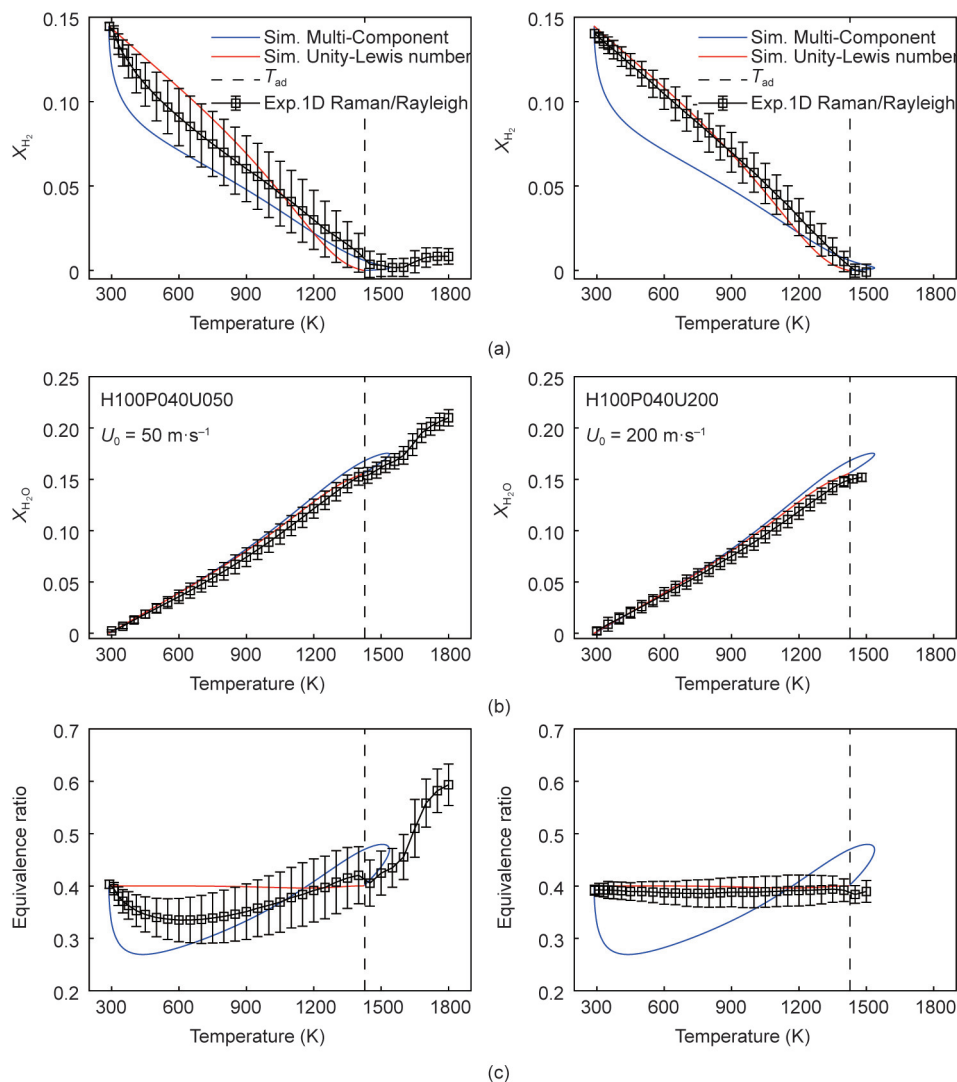 0.15
0.10
0.05
0
X_H2
Sim. Multi-Component
Sim. Unity-Lewis number
T_ad
Exp.1D Raman/Rayleigh
300 600 900 1200 1500 1800
Temperature (K)
0.15
0.10
0.05
0
X_H2
Sim. Multi-Component
Sim. Unity-Lewis number
T_ad
Exp.1D Raman/Rayleigh
300 600 900 1200 1500 1800
Temperature (K)
(a)
0.25
0.20
0.15
0.10
0.05
0
X_H2O
H100P040U050
U₀ = 50 m·s⁻¹
300 600 900 1200 1500 1800
Temperature (K)
0.25
0.20
0.15
0.10
0.05
0
X_H2O
H100P040U200
U₀ = 200 m·s⁻¹
300 600 900 1200 1500 1800
Temperature (K)
(b)
0.7
0.6
0.5
0.4
0.3
0.2
Equivalence ratio
300 600 900 1200 1500 1800
Temperature (K)
0.7
0.6
0.5
0.4
0.3
0.2
Equivalence ratio
300 600 900 1200 1500 1800
Temperature (K)
(c)